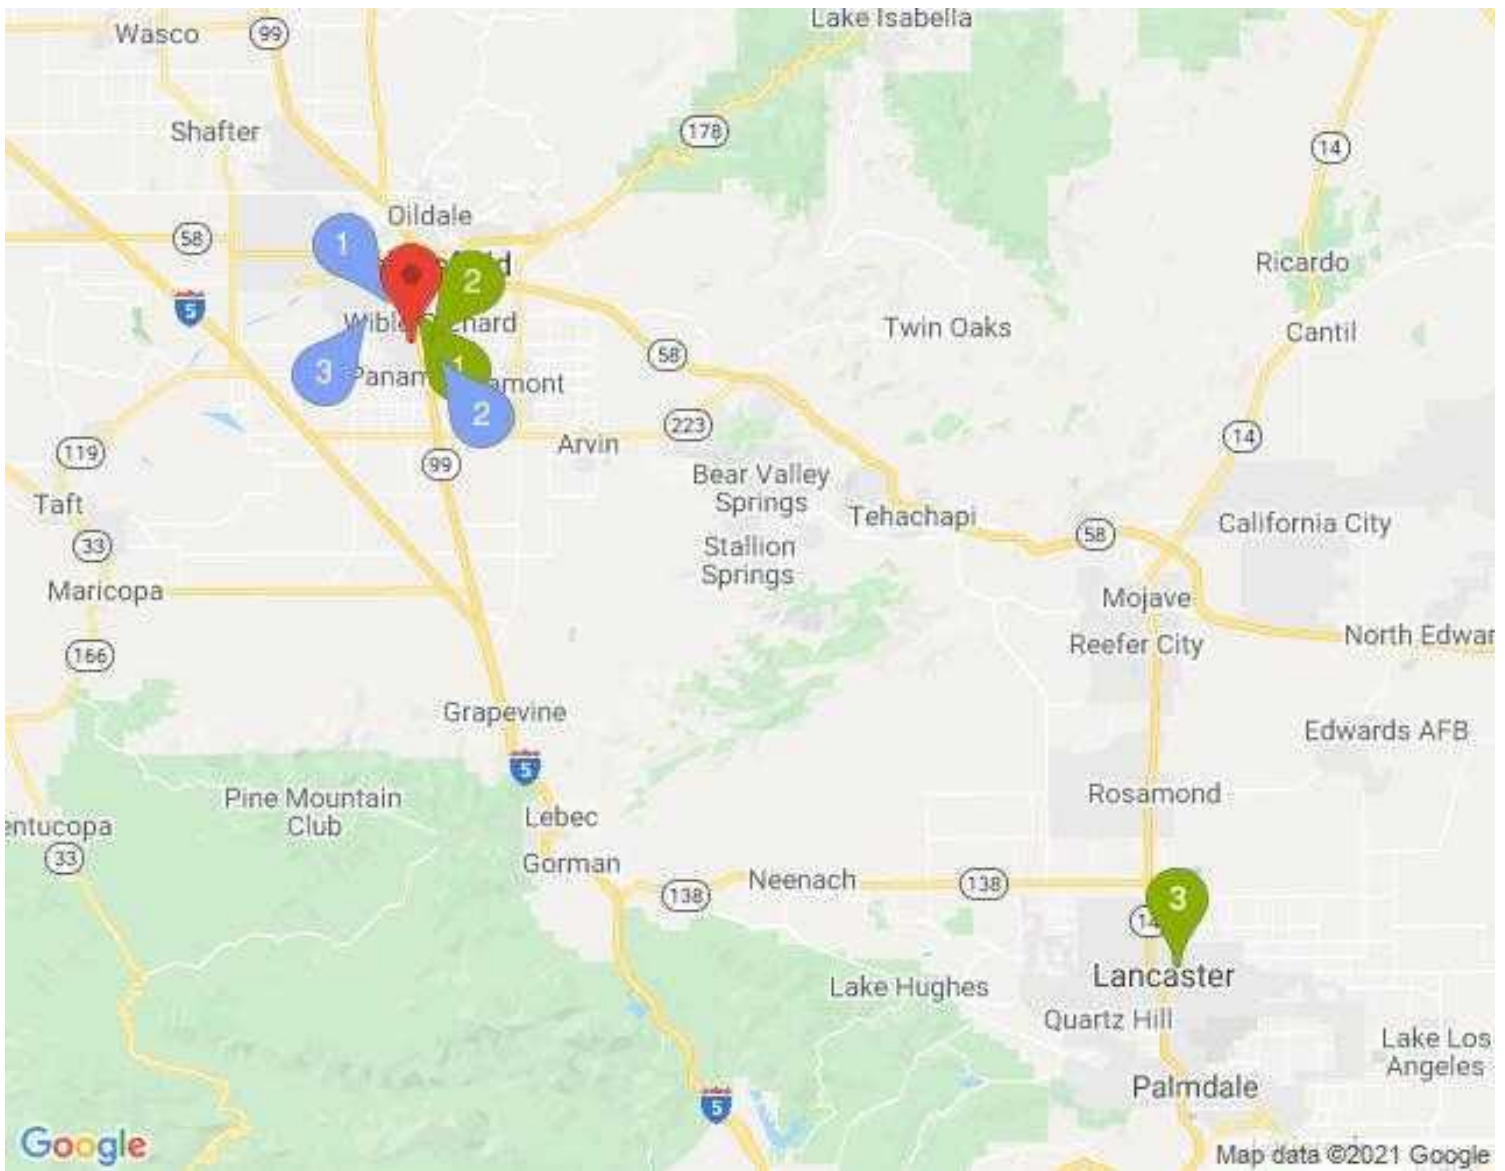 Lake Isabella
Wasco
99
Shafter
178
14
Oildale
58
1
2
Ricardo
5
Twin Oaks
Cantil
58
3
1
2
Arvin
223
14
119
99
Bear Valley
Springs
Taft
Tehachapi
58
California City
33
Stallion
Springs
Maricopa
Mojave
North Edwar
Reefer City
166
Grapevine
Edwards AFB
5
Pine Mountain
Club
Rosamond
Lebec
entucopa
33
Gorman
Neenach
138
138
3
14
Lancaster
Lake Hughes
Quartz Hill
Lake Los
Angeles
Palmdale
5
Google
Map data ©2021 Google